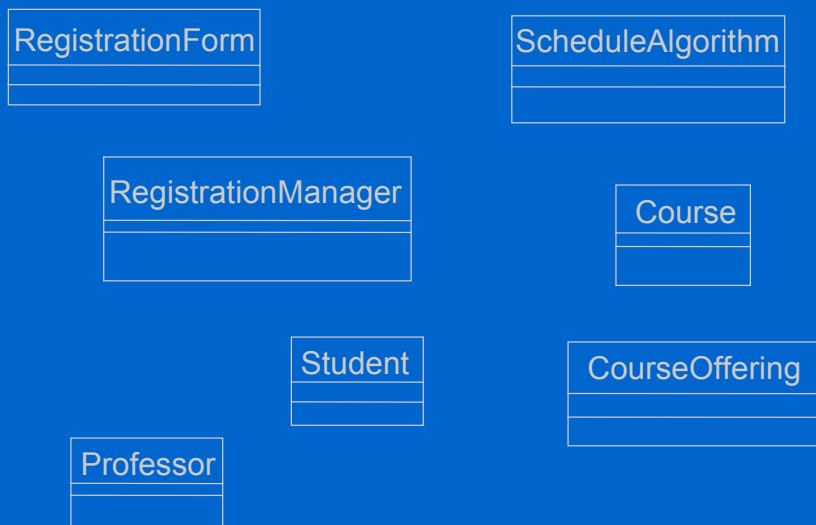 RegistrationForm
ScheduleAlgorithm
RegistrationManager
Course
Student
CourseOffering
Professor